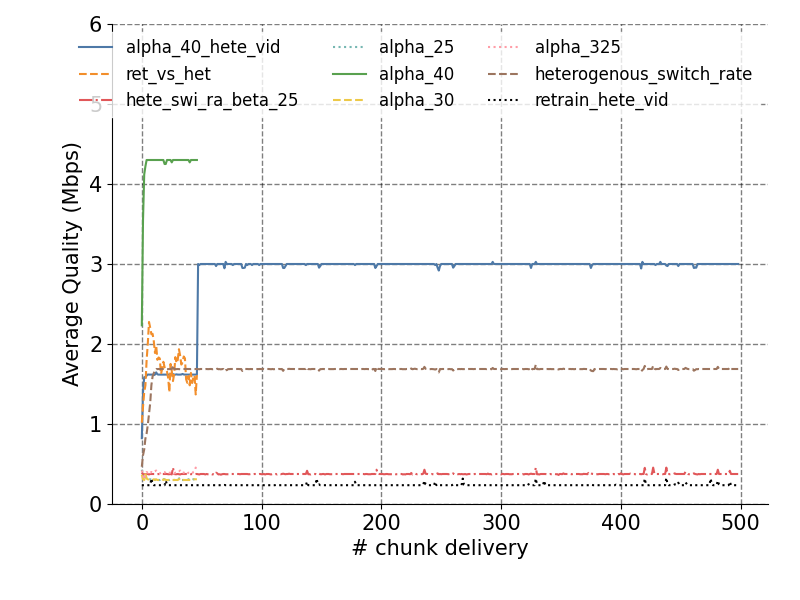 6
alpha_40_hete_vid alpha_25 alpha_325
ret_vs_het alpha_40 heterogenous_switch_rate
5 hete_swi_ra_beta_25 alpha_30 retrain_hete_vid
4
3
2
1
0
Average Quality (Mbps)
0 100 200 300 400 500
# chunk delivery